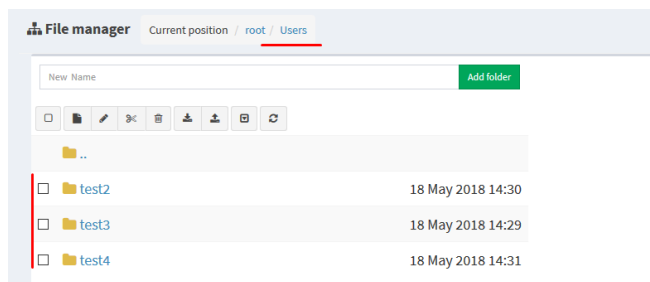 File manager Current position / root / Users
New Name Add folder
..
test2 18 May 2018 14:30
test3 18 May 2018 14:29
test4 18 May 2018 14:31